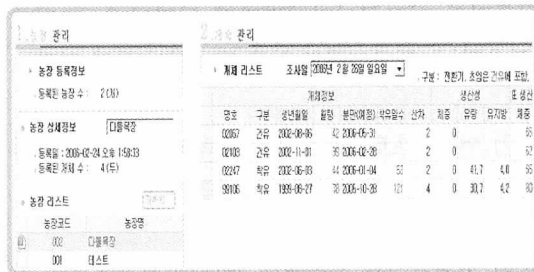 1. 농장 관리
농장 등록정보
등록된 농장 수 : 2 (개)
농장 상세정보 다믈목장
등록일 : 2006-02-24 오후 1:58:33
등록된 개체 수 : 4 (두)
농장 리스트
농장코드 농장명
002 다믈목장
001 테스트
2. 개체 관리
개체 리스트 조사일 2006년 2월 26일 일요일
구분 : 전환기, 초임은 건유에 포함.
개체정보 생산성
명호 구분 생년월일 월령 분만(예정) 착유일수 산차 체중 유량 유지방 체중
02057 건유 2002-08-06 42 2006-05-31 2 0
02103 건유 2002-11-01 39 2006-02-28 2 0
02247 착유 2002-06-03 44 2006-01-04 53 2 0 41,7 4,0
99106 착유 1999-08-27 78 2005-10-28 121 4 0 30,7 4,2